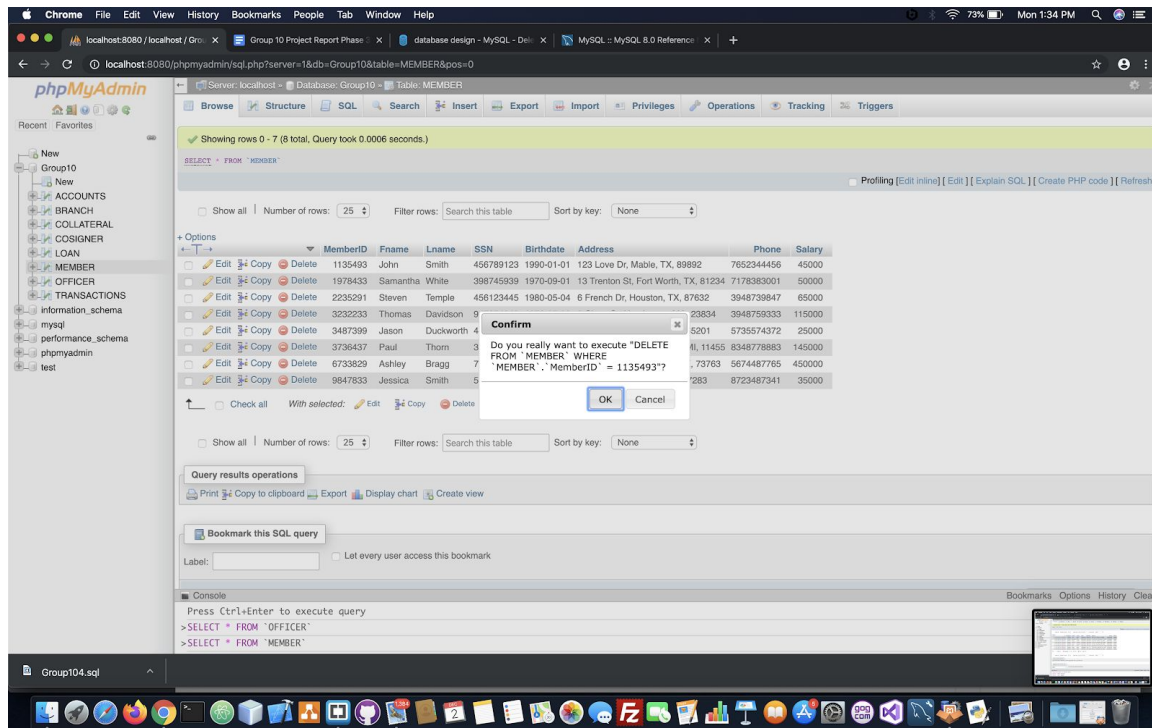 Chrome File Edit View History Bookmarks People Tab Window Help
73% Mon 1:34 PM
localhost:8080 / localhost / Gro
Group 10 Project Report Phase
database design - MySQL - Del
MySQL :: MySQL 8.0 Reference
localhost:8080/phpmyadmin/sql.php?server=1&db=Group10&table=MEMBER&pos=0
phpMyAdmin
Recent Favorites
New
Group10
New
ACCOUNTS
BRANCH
COLLATERAL
COSIGNER
LOAN
MEMBER
OFFICER
TRANSACTIONS
information_schema
mysql
performance_schema
phpmyadmin
test
Server: localhost » Database: Group10 » Table: MEMBER
Browse Structure SQL Search Insert Export Import Privileges Operations Tracking Triggers
Showing rows 0 - 7 (8 total, Query took 0.0006 seconds.)
SELECT * FROM `MEMBER`
Profiling [Edit inline] [ Edit ] [ Explain SQL ] [ Create PHP code ] [ Refresh
Show all | Number of rows: 25 Filter rows: Search this table Sort by key: None
+ Options
←T→ MemberID Fname Lname SSN Birthdate Address Phone Salary
Edit Copy Delete 1135493 John Smith 456789123 1990-01-01 123 Love Dr, Mable, TX, 89892 7652344456 45000
Edit Copy Delete 1978433 Samantha White 398745939 1970-09-01 13 Trenton St, Fort Worth, TX, 81234 7178383001 50000
Edit Copy Delete 2235291 Steven Temple 456123445 1980-05-04 6 French Dr, Houston, TX, 87632 3948739847 65000
Edit Copy Delete 3232233 Thomas Davidson 9 23834 3948759333 115000
Edit Copy Delete 3487399 Jason Duckworth 4 5201 5735574372 25000
Edit Copy Delete 3736437 Paul Thorn 3 MI, 11455 8348778883 145000
Edit Copy Delete 6733829 Ashley Bragg 7 , 73763 5674487765 450000
Edit Copy Delete 9847833 Jessica Smith 5 7283 8723487341 35000
Confirm
Do you really want to execute "DELETE
FROM `MEMBER` WHERE
`MEMBER`.`MemberID` = 1135493"?
OK Cancel
Check all With selected: Edit Copy Delete
Show all | Number of rows: 25 Filter rows: Search this table Sort by key: None
Query results operations
Print Copy to clipboard Export Display chart Create view
Bookmark this SQL query
Label: Let every user access this bookmark
Console Bookmarks Options History Clea
Press Ctrl+Enter to execute query
>SELECT * FROM `OFFICER`
>SELECT * FROM `MEMBER`
Group104.sql